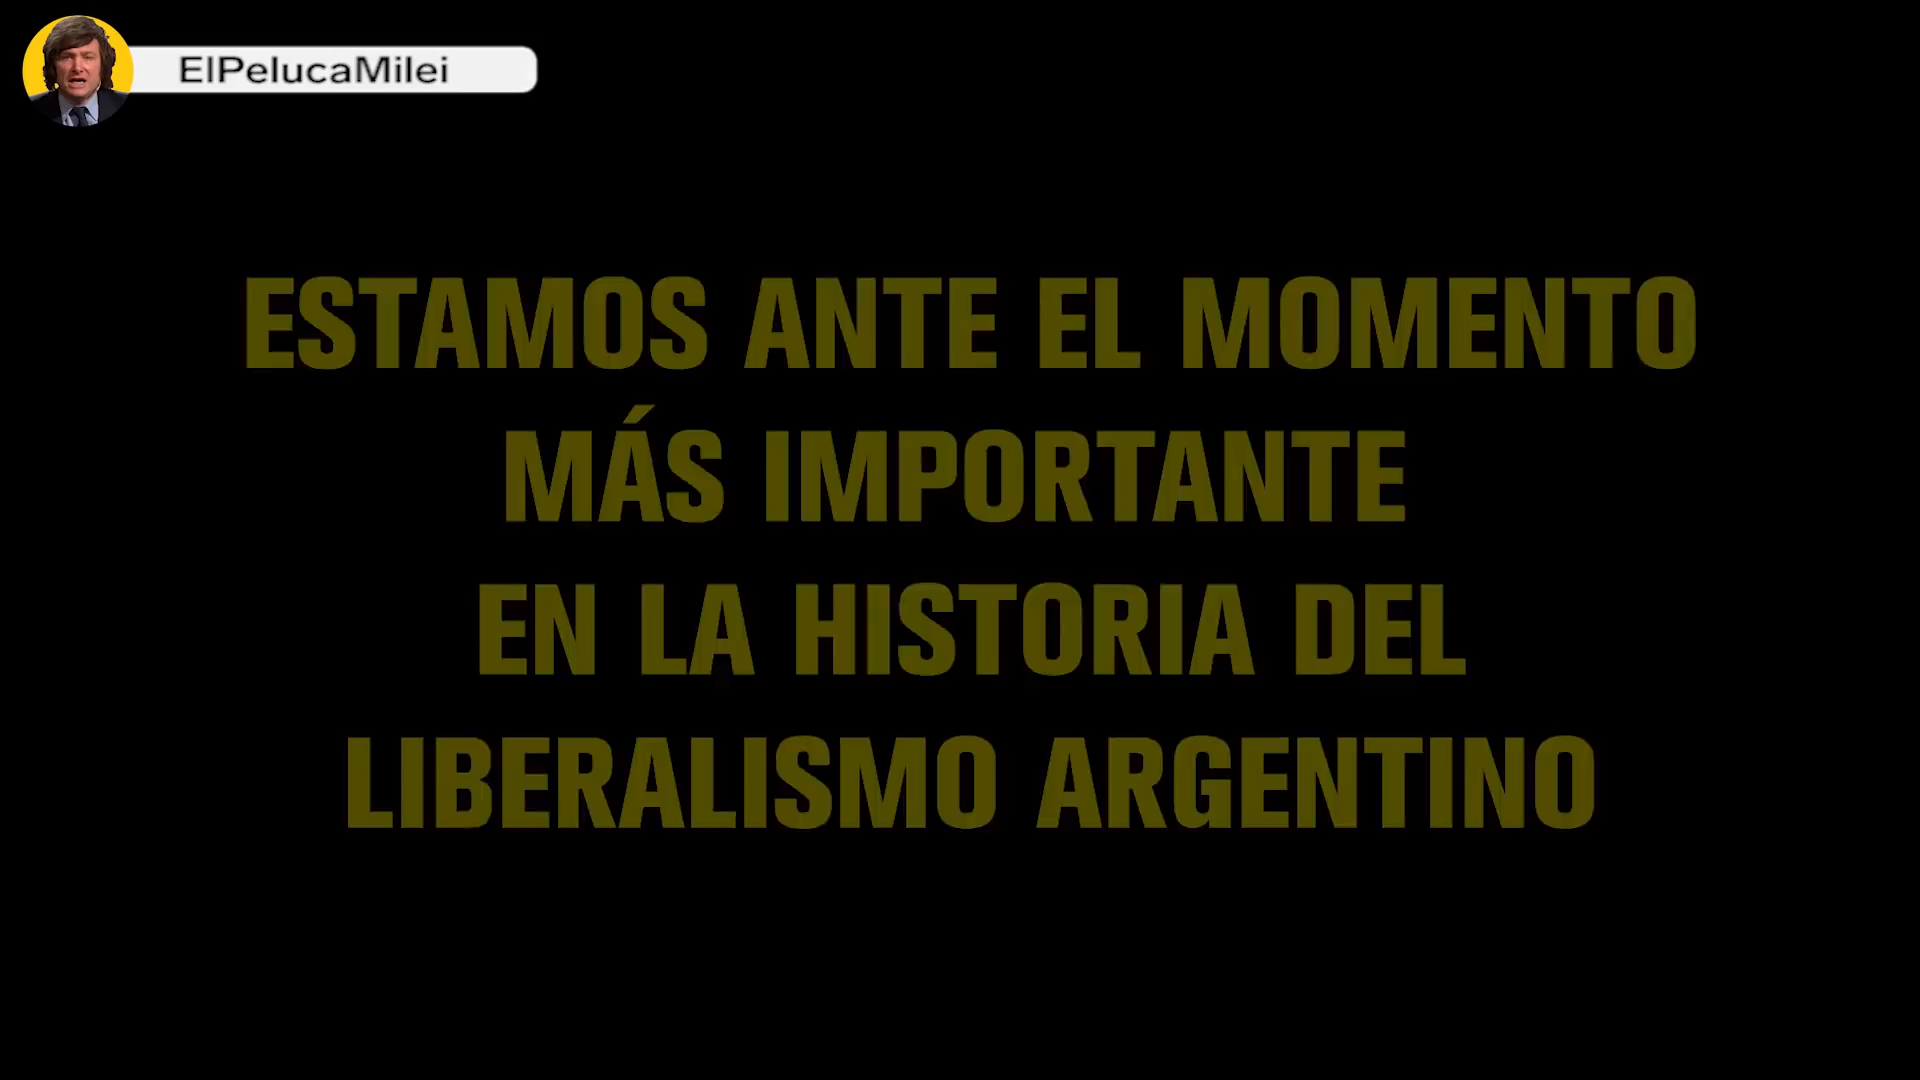 ElPelucaMilei
ESTAMOS ANTE EL MOMENTO
MÁS IMPORTANTE
EN LA HISTORIA DEL
LIBERALISMO ARGENTINO